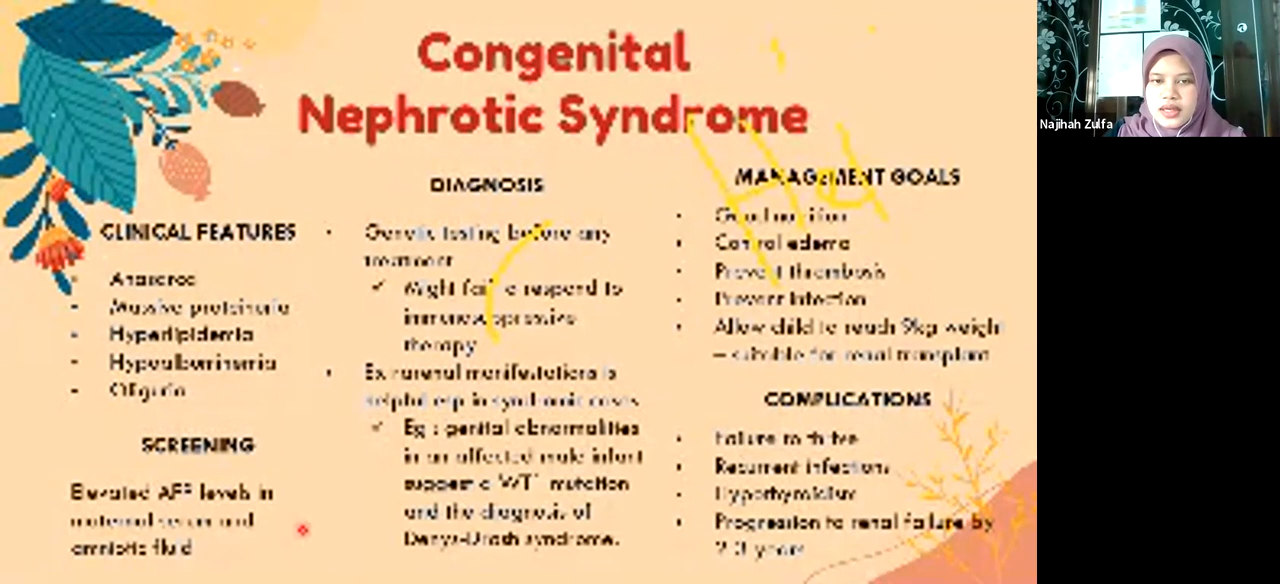 Congenital
Nephrotic Syndrome
CLINICAL FEATURES
• Anasarca
• Massive proteinuria
• Hyperlipidemia
• Hypoalbuminemia
• Oliguria
SCREENING
Elevated AFP levels in
maternal serum and
amniotic fluid
DIAGNOSIS
• Genetic testing before any
treatment
✓ Might fail to respond to
immunosuppressive
therapy
• Extrarenal manifestations is
helpful esp in syndromic cases
✓ Eg : genital abnormalities
in an affected male infant
suggest a WT1 mutation
and the diagnosis of
Denys-Drash syndrome.
MANAGEMENT GOALS
• Good nutrition
• Control edema
• Prevent thrombosis
• Prevent infection
• Allow child to reach 9kg weight
– suitable for renal transplant
COMPLICATIONS
• Failure to thrive
• Recurrent infections
• Hypothyroidism
• Progression to renal failure by
years
Najihah Zulfa